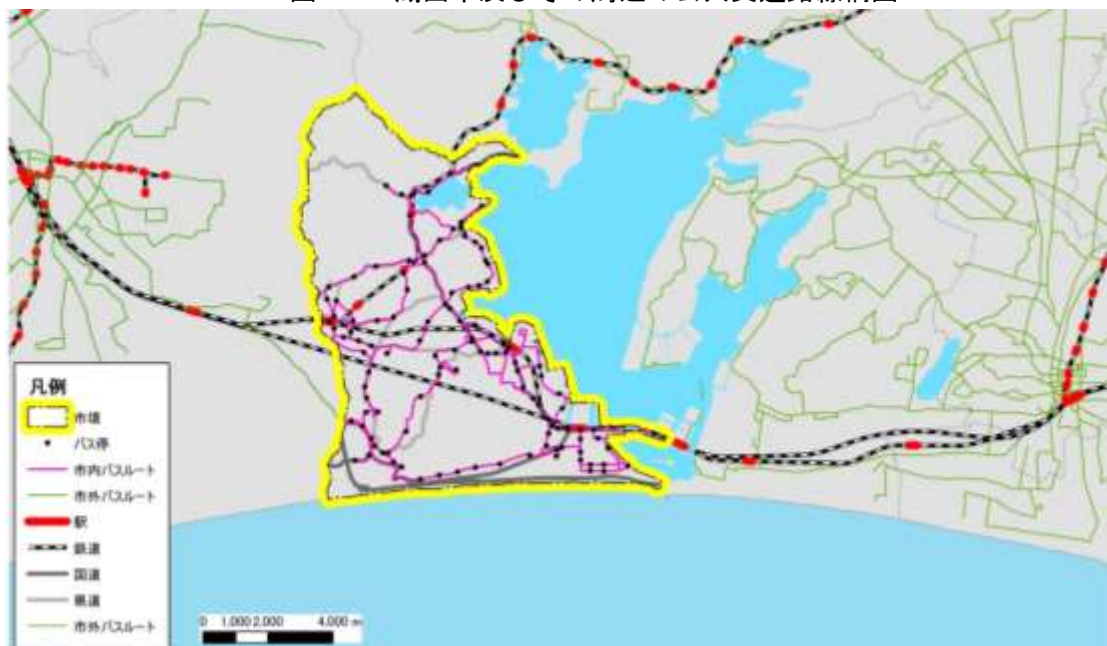 凡例
市境
バス停
市内バスルート
市外バスルート
駅
鉄道
国道
県道
市外バスルート
0 1,000 2,000 4,000 m